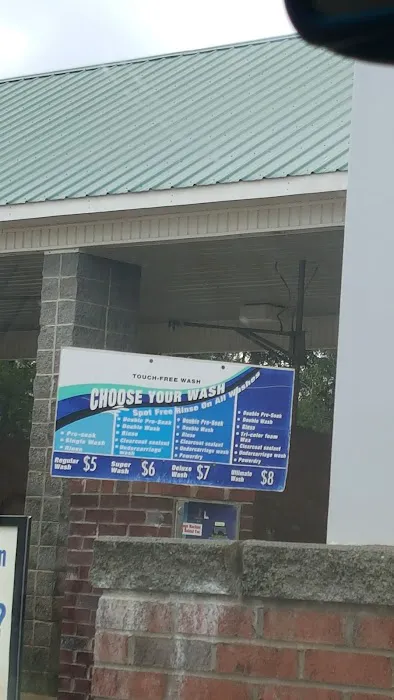 TOUCH-FREE WASH
CHOOSE YOUR WASH
Spot Free Rinse On All Washes
• Pre-soak
• Single Wash
• Rinse
Regular Wash $5
• Double Pre-Soak
• Double Wash
• Rinse
• Clearcoat sealant
• Undercarriage wash
Super Wash $6
• Double Pre-Soak
• Double Wash
• Rinse
• Clearcoat sealant
• Undercarriage wash
• Powerdry
Deluxe Wash $7
• Double Pre-Soak
• Double Wash
• Rinse
• Tri-color foam Wax
• Clearcoat sealant
• Undercarriage wash
• Powerdry
Ultimate Wash $8
n
?